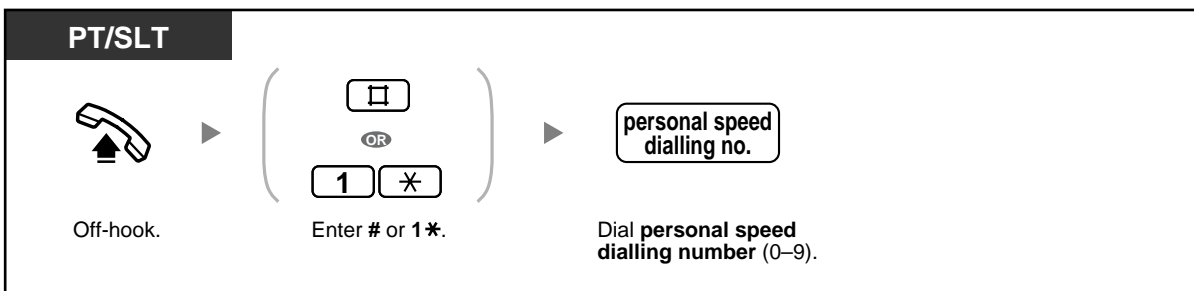 PT/SLT
#
OR
1 *
personal speed
dialling no.
Off-hook.
Enter # or 1*.
Dial personal speed
dialling number (0–9).